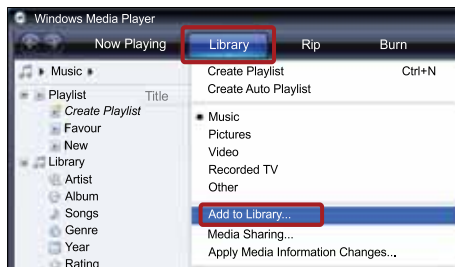 Windows Media Player
Now Playing Library Rip Burn
Music
Playlist Title
Create Playlist
Favour
New
Library
Artist
Album
Songs
Genre
Year
Rating
Create Playlist Ctrl+N
Create Auto Playlist
Music
Pictures
Video
Recorded TV
Other
Add to Library...
Media Sharing...
Apply Media Information Changes...